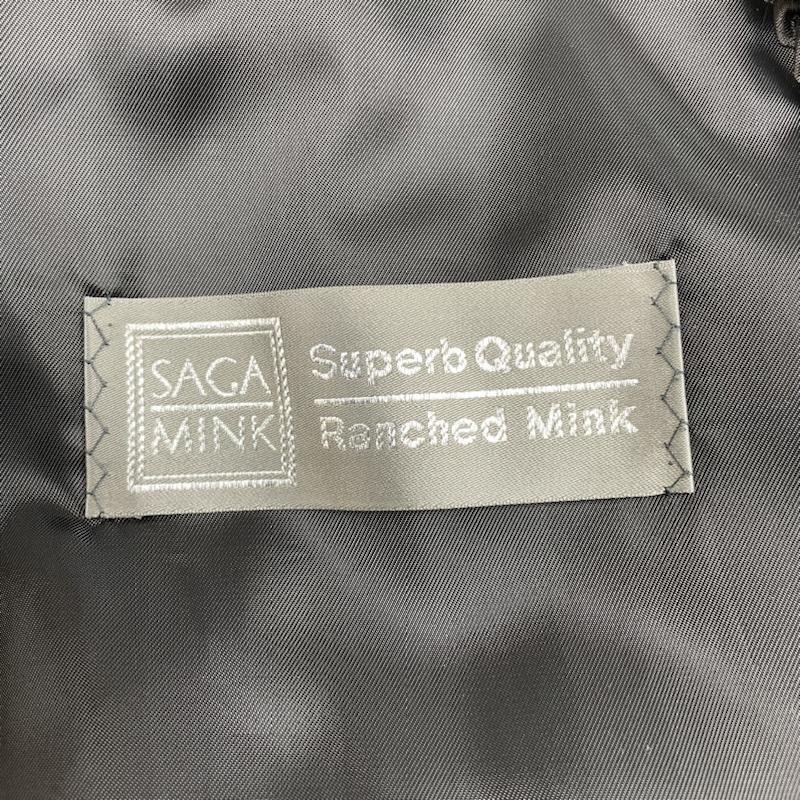 SAGA
MINK
Superb Quality
Ranched Mink